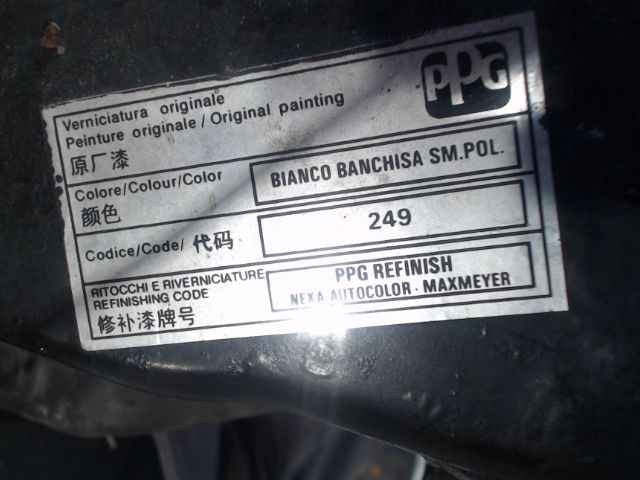 PPG
Verniciatura originale
Peinture originale / Original painting
原厂漆
Colore/Colour/Color
颜色
BIANCO BANCHISA SM.POL.
Codice/Code/ 代码
249
RITOCCHI E RIVERNICIATURE
REFINISHING CODE
修补漆牌号
PPG REFINISH
NEXA AUTOCOLOR · MAXMEYER